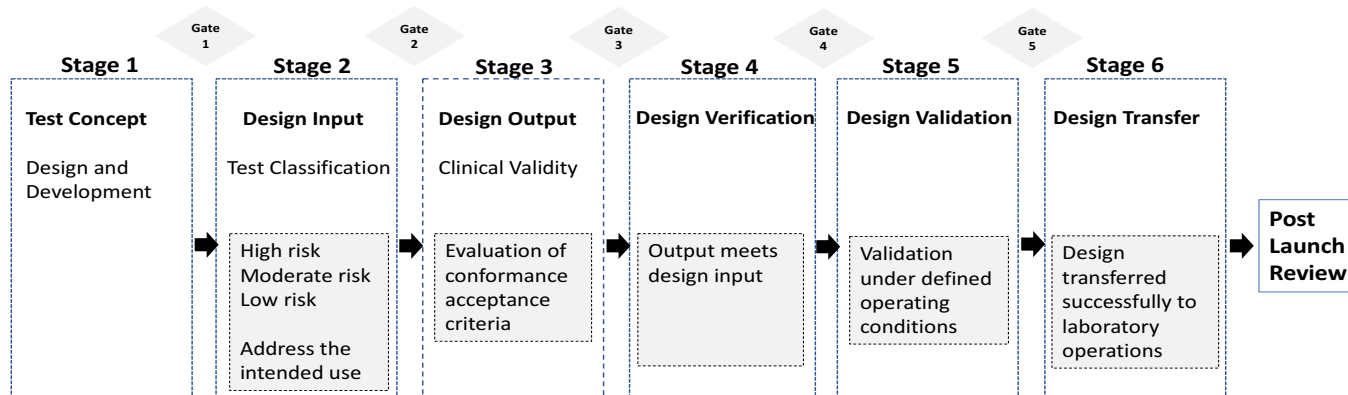 Gate
1
Gate
2
Gate
3
Gate
4
Gate
5
Stage 1
Stage 2
Stage 3
Stage 4
Stage 5
Stage 6
Test Concept
Design and
Development
Design Input
Test Classification
High risk
Moderate risk
Low risk
Address the
intended use
Design Output
Clinical Validity
Evaluation of
conformance
acceptance
criteria
Design Verification
Output meets
design input
Design Validation
Validation
under defined
operating
conditions
Design Transfer
Design
transferred
successfully to
laboratory
operations
Post
Launch
Review